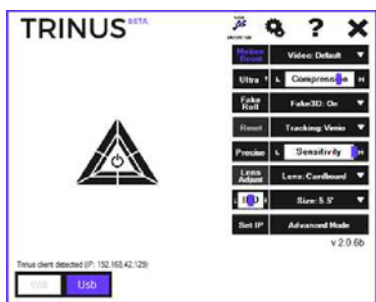 TRINUS BETA
?
Motion Boost Video: Default
Ultra L Compression H
Fake Roll Fake3D: On
Reset Tracking: Vireio
Precise L Sensitivity H
Lens Adjust Lens: Cardboard
IPD Size: 5.5"
Set IP Advanced Mode
v 2.0.6b
Trinus client detected (IP: 192.168.42.129)
Wifi Usb